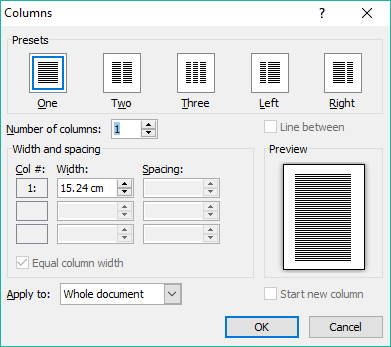 Columns
Presets
One Two Three Left Right
Number of columns: 1 Line between
Width and spacing Preview
Col #: Width: Spacing:
1: 15.24 cm
Equal column width
Apply to: Whole document Start new column
OK Cancel